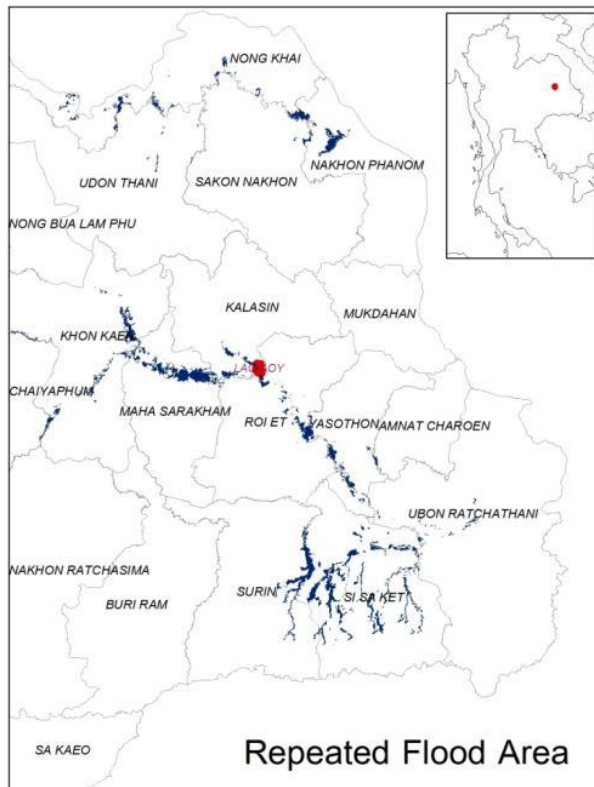 NONG KHAI
NAKHON PHANOM
UDON THANI
SAKON NAKHON
NONG BUA LAM PHU
KALASIN
MUKDAHAN
KHON KAEN
CHAIYAPHUM
MAHA SARAKHAM
ROI ET
YASOTHON
AMNAT CHAROEN
UBON RATCHATHANI
NAKHON RATCHASIMA
BURI RAM
SURIN
SI SA KET
SA KAEO
Repeated Flood Area